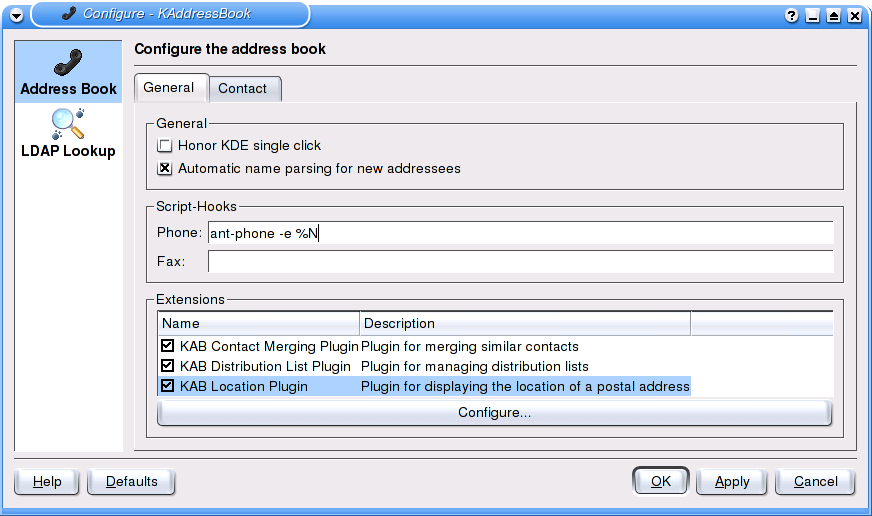 Configure - KAddressBook
Configure the address book
Address Book
LDAP Lookup
General Contact
General
Honor KDE single click
Automatic name parsing for new addressees
Script-Hooks
Phone: ant-phone -e %N
Fax:
Extensions
Name Description
KAB Contact Merging Plugin Plugin for merging similar contacts
KAB Distribution List Plugin Plugin for managing distribution lists
KAB Location Plugin Plugin for displaying the location of a postal address
Configure...
Help Defaults OK Apply Cancel